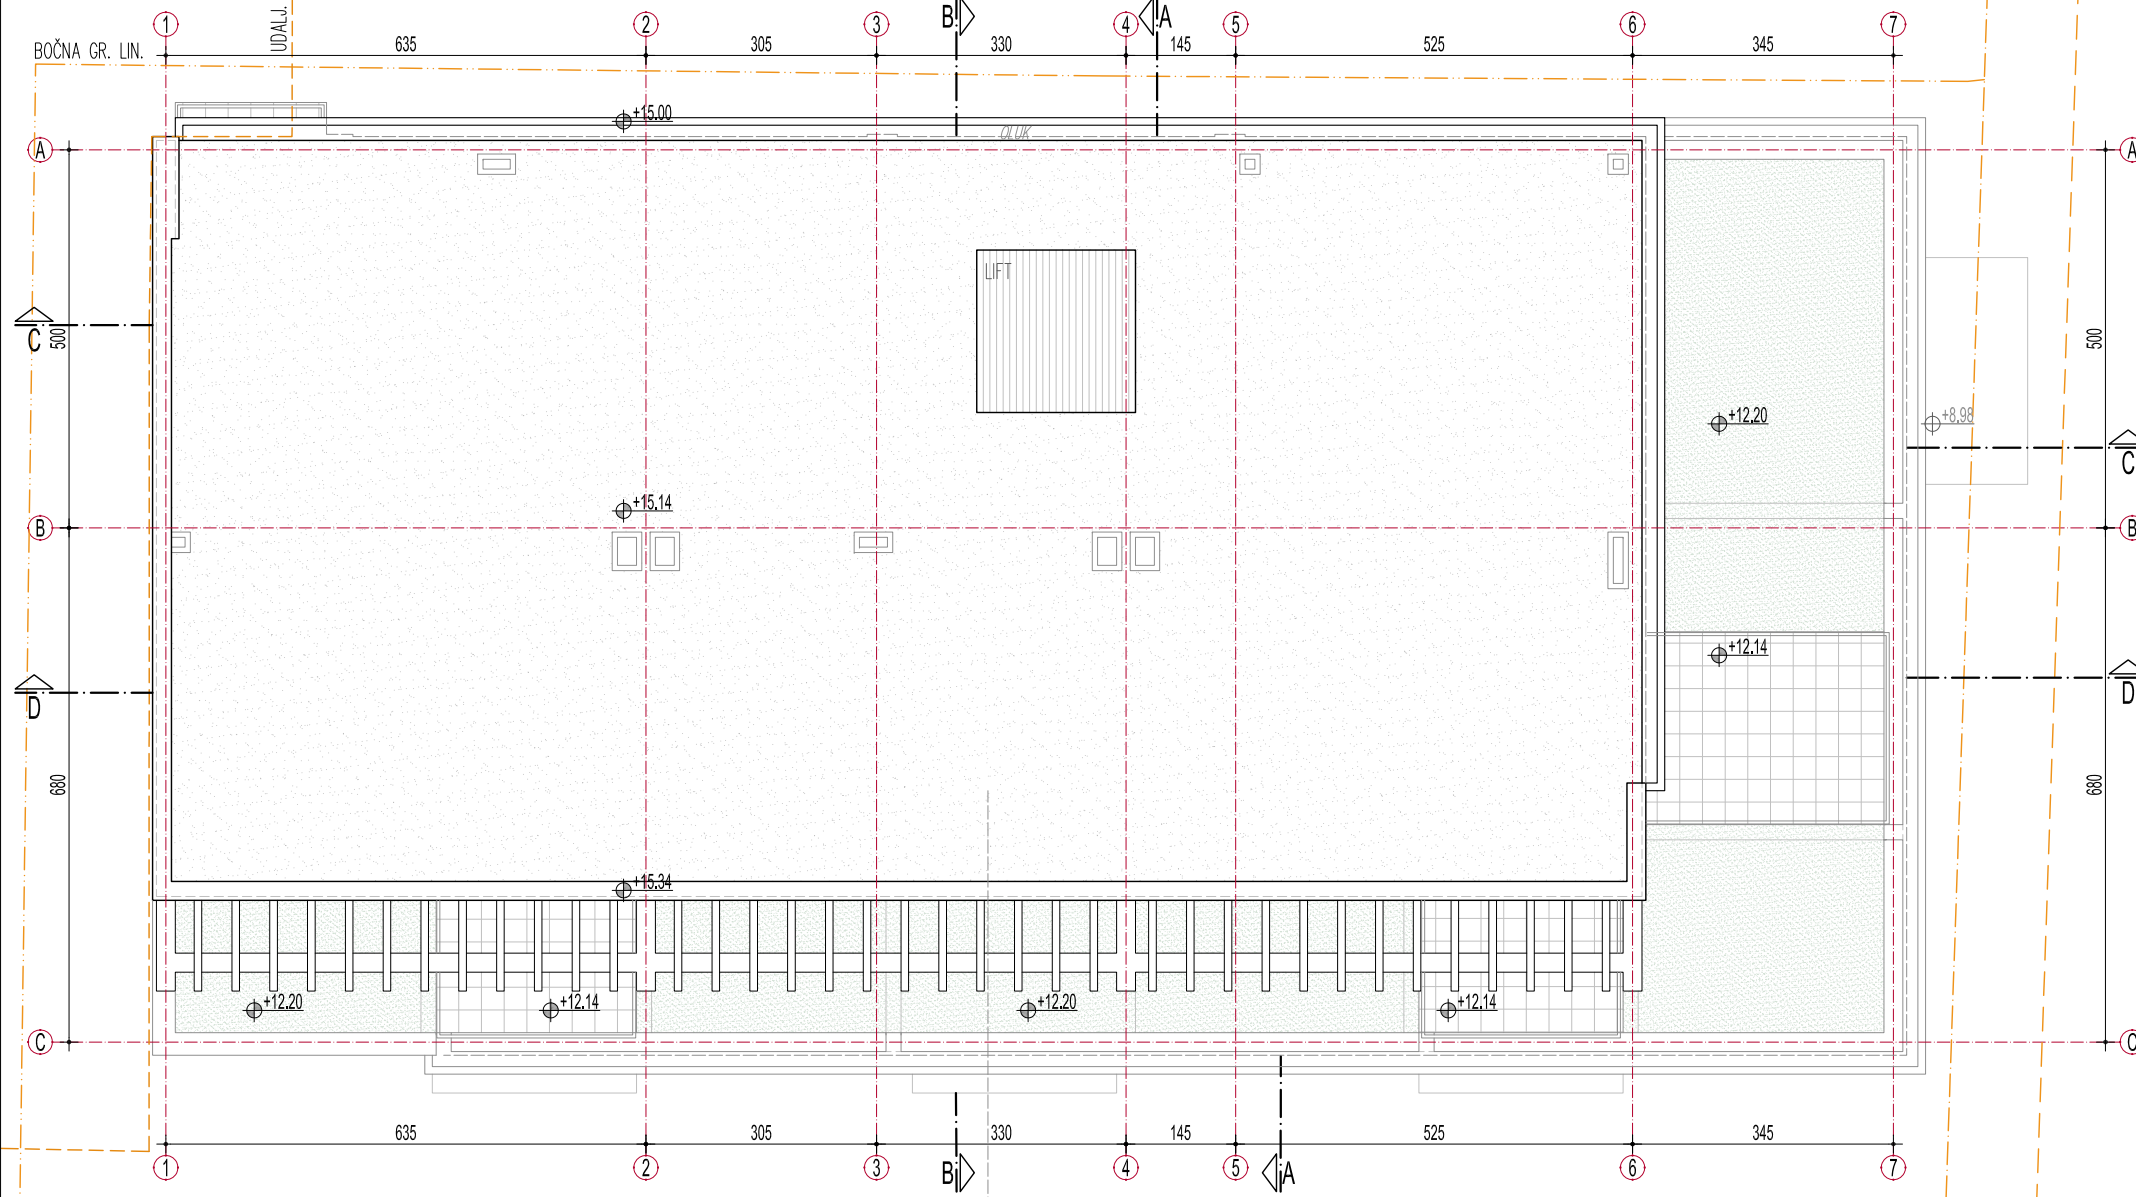 B A
1 2 3 4 5 6 7
UDALJ.
BOČNA GR. LIN.
635 305 330 145 525 345
+15.00
OLUK
A A
LIFT
C
500 500
+12.20 +8.98
C
+15.14
B B
+12.14
D D
680 680
+15.34
+12.20 +12.14 +12.20 +12.14
C C
635 305 330 145 525 345
1 2 3 4 5 6 7
B A